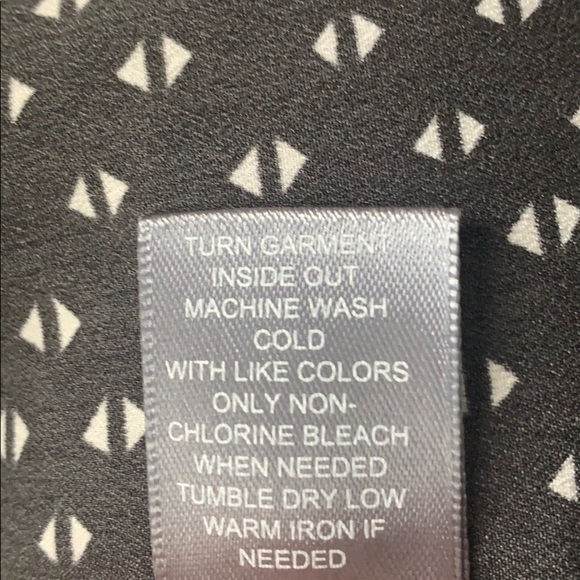 TURN GARMENT
INSIDE OUT
MACHINE WASH
COLD
WITH LIKE COLORS
ONLY NON-
CHLORINE BLEACH
WHEN NEEDED
TUMBLE DRY LOW
WARM IRON IF
NEEDED